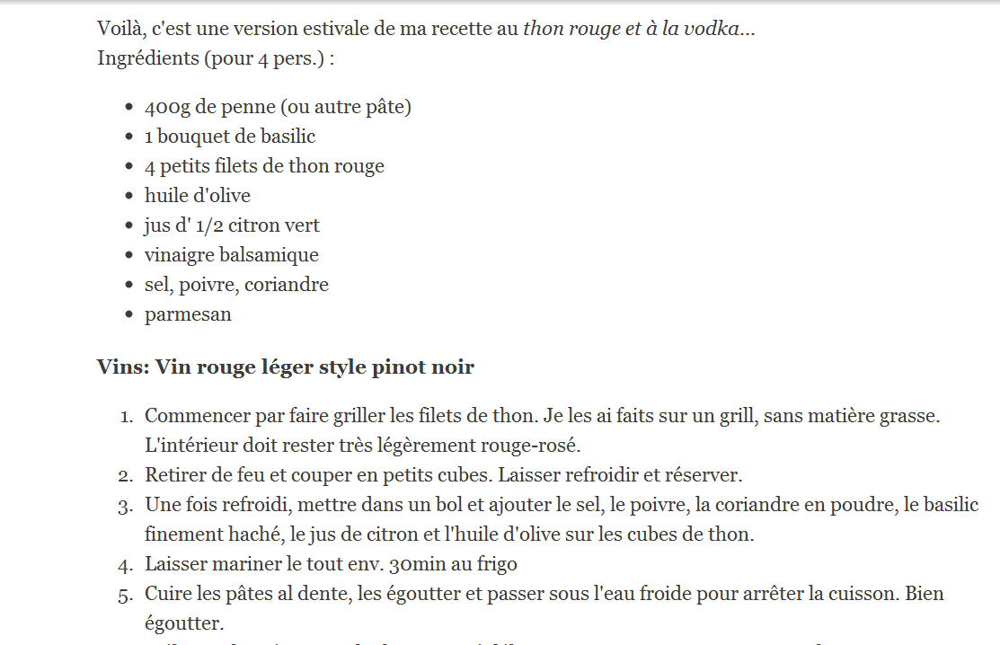 Voilà, c'est une version estivale de ma recette au thon rouge et à la vodka...
Ingrédients (pour 4 pers.) :
• 400g de penne (ou autre pâte)
• 1 bouquet de basilic
• 4 petits filets de thon rouge
• huile d'olive
• jus d' 1/2 citron vert
• vinaigre balsamique
• sel, poivre, coriandre
• parmesan
Vins: Vin rouge léger style pinot noir
1. Commencer par faire griller les filets de thon. Je les ai faits sur un grill, sans matière grasse.
L'intérieur doit rester très légèrement rouge-rosé.
2. Retirer de feu et couper en petits cubes. Laisser refroidir et réserver.
3. Une fois refroidi, mettre dans un bol et ajouter le sel, le poivre, la coriandre en poudre, le basilic
finement haché, le jus de citron et l'huile d'olive sur les cubes de thon.
4. Laisser mariner le tout env. 30min au frigo
5. Cuire les pâtes al dente, les égoutter et passer sous l'eau froide pour arrêter la cuisson. Bien
égoutter.